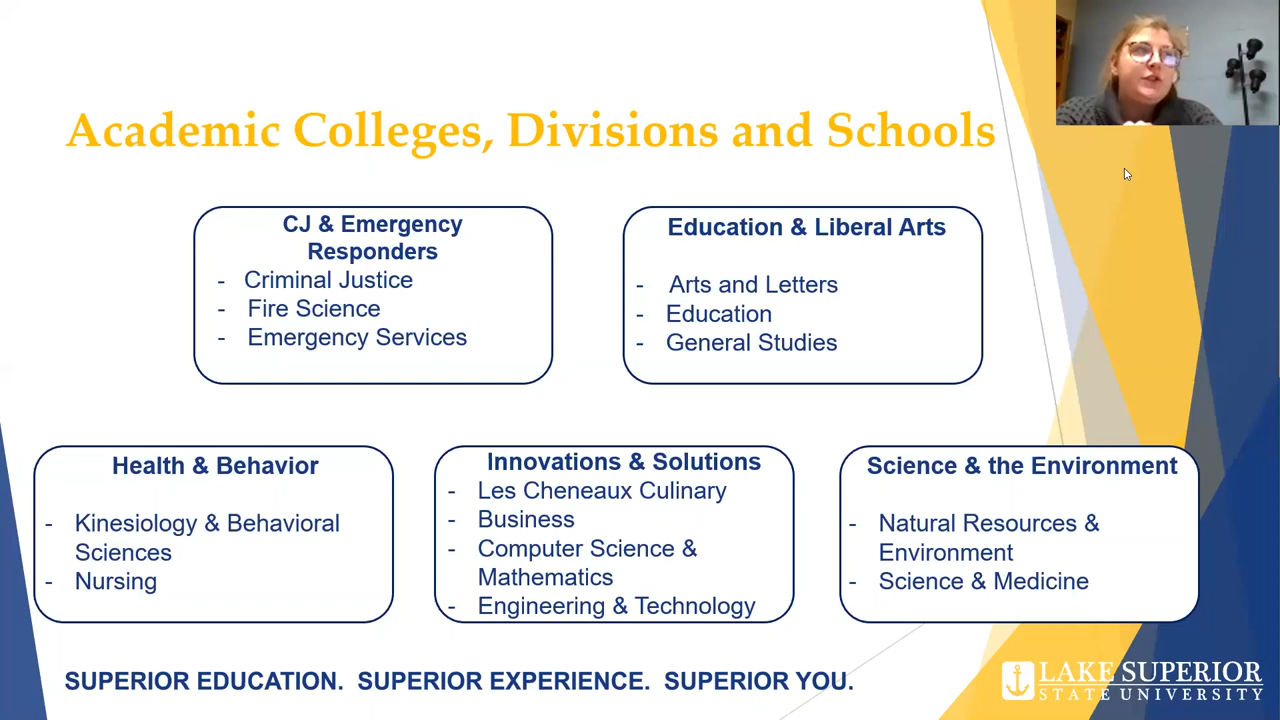 Academic Colleges, Divisions and Schools
CJ & Emergency
Responders
- Criminal Justice
- Fire Science
- Emergency Services
Education & Liberal Arts
- Arts and Letters
- Education
- General Studies
Health & Behavior
- Kinesiology & Behavioral
Sciences
- Nursing
Innovations & Solutions
- Les Cheneaux Culinary
- Business
- Computer Science &
Mathematics
- Engineering & Technology
Science & the Environment
- Natural Resources &
Environment
- Science & Medicine
SUPERIOR EDUCATION. SUPERIOR EXPERIENCE. SUPERIOR YOU.
LAKE SUPERIOR
STATE UNIVERSITY